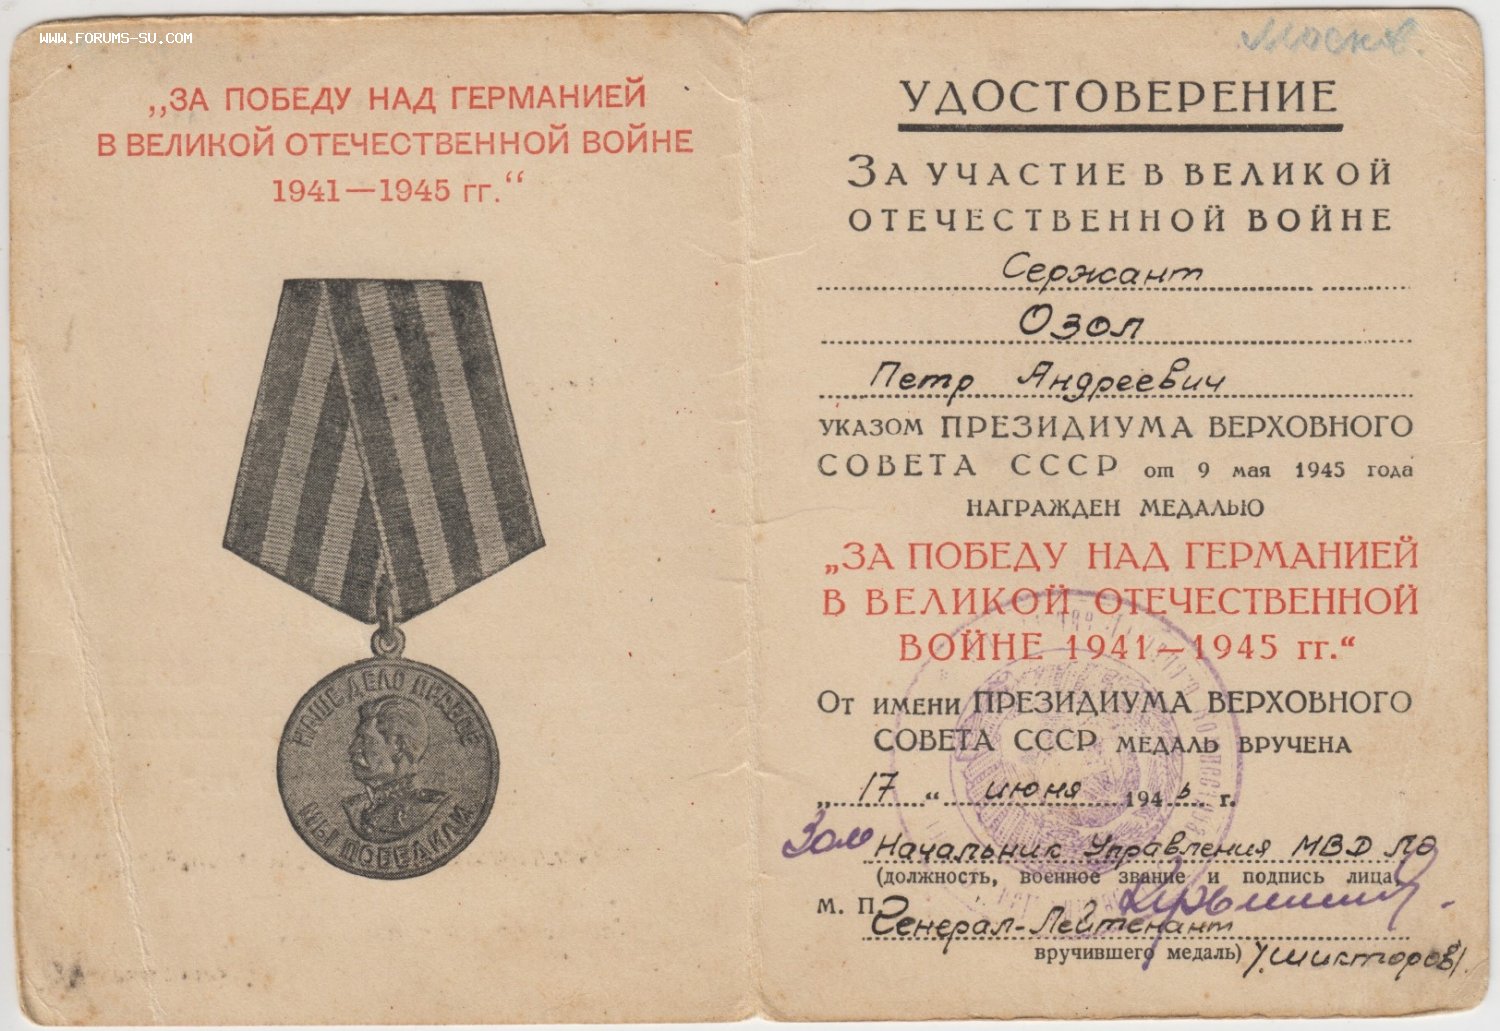 WWW.FORUMS-SU.COM
„ЗА ПОБЕДУ НАД ГЕРМАНИЕЙ
В ВЕЛИКОЙ ОТЕЧЕСТВЕННОЙ ВОЙНЕ
1941—1945 гг.“
НАШЕ ДЕЛО ПРАВОЕ
МЫ ПОБЕДИЛИ
Москв.
УДОСТОВЕРЕНИЕ
ЗА УЧАСТИЕ В ВЕЛИКОЙ
ОТЕЧЕСТВЕННОЙ ВОЙНЕ
Сержант
Озол
Петр Андреевич
УКАЗОМ ПРЕЗИДИУМА ВЕРХОВНОГО
СОВЕТА СССР от 9 мая 1945 года
НАГРАЖДЕН МЕДАЛЬЮ
„ЗА ПОБЕДУ НАД ГЕРМАНИЕЙ
В ВЕЛИКОЙ ОТЕЧЕСТВЕННОЙ
ВОЙНЕ 1941—1945 гг.“
ОТ ИМЕНИ ПРЕЗИДИУМА ВЕРХОВНОГО
СОВЕТА СССР МЕДАЛЬ ВРУЧЕНА
„17“ июня 1946 г.
Зам Начальник Управления МВД ЛО
(должность, военное звание и подпись лица,
М. П.
Генерал-Лейтенант
вручившего медаль) /Шикторов/.